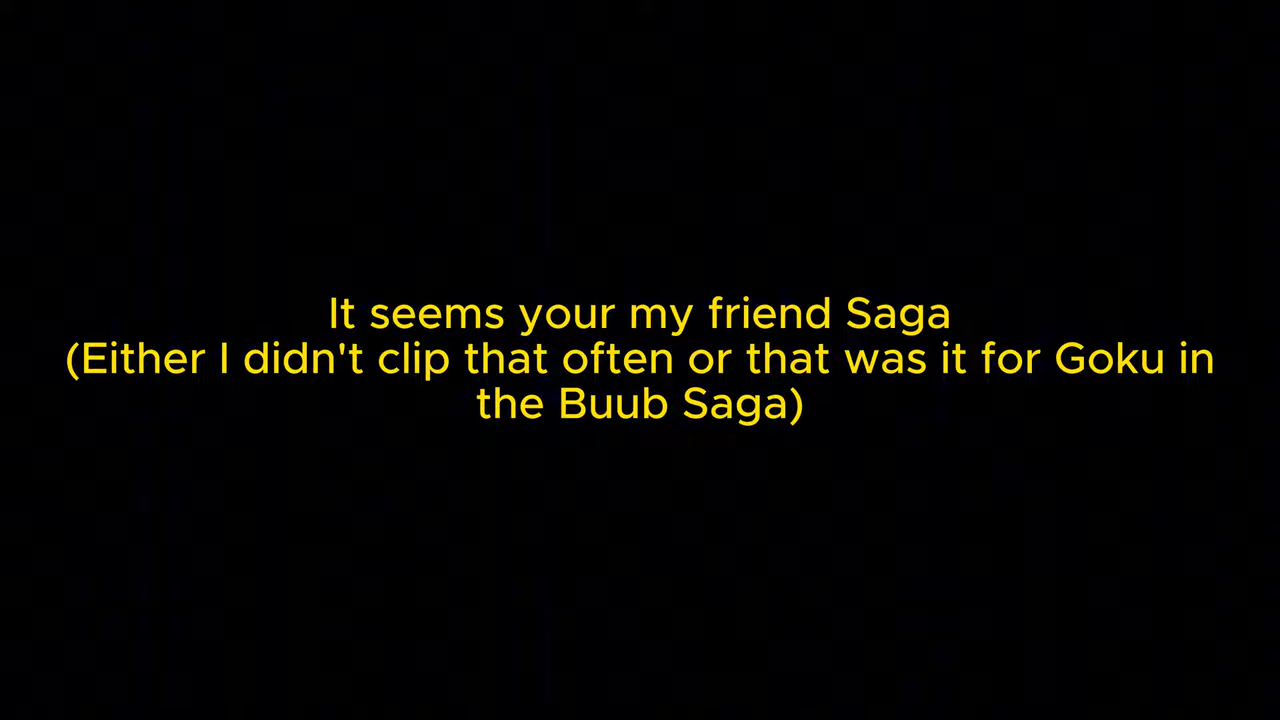 It seems your my friend Saga
(Either I didn't clip that often or that was it for Goku in
the Buub Saga)